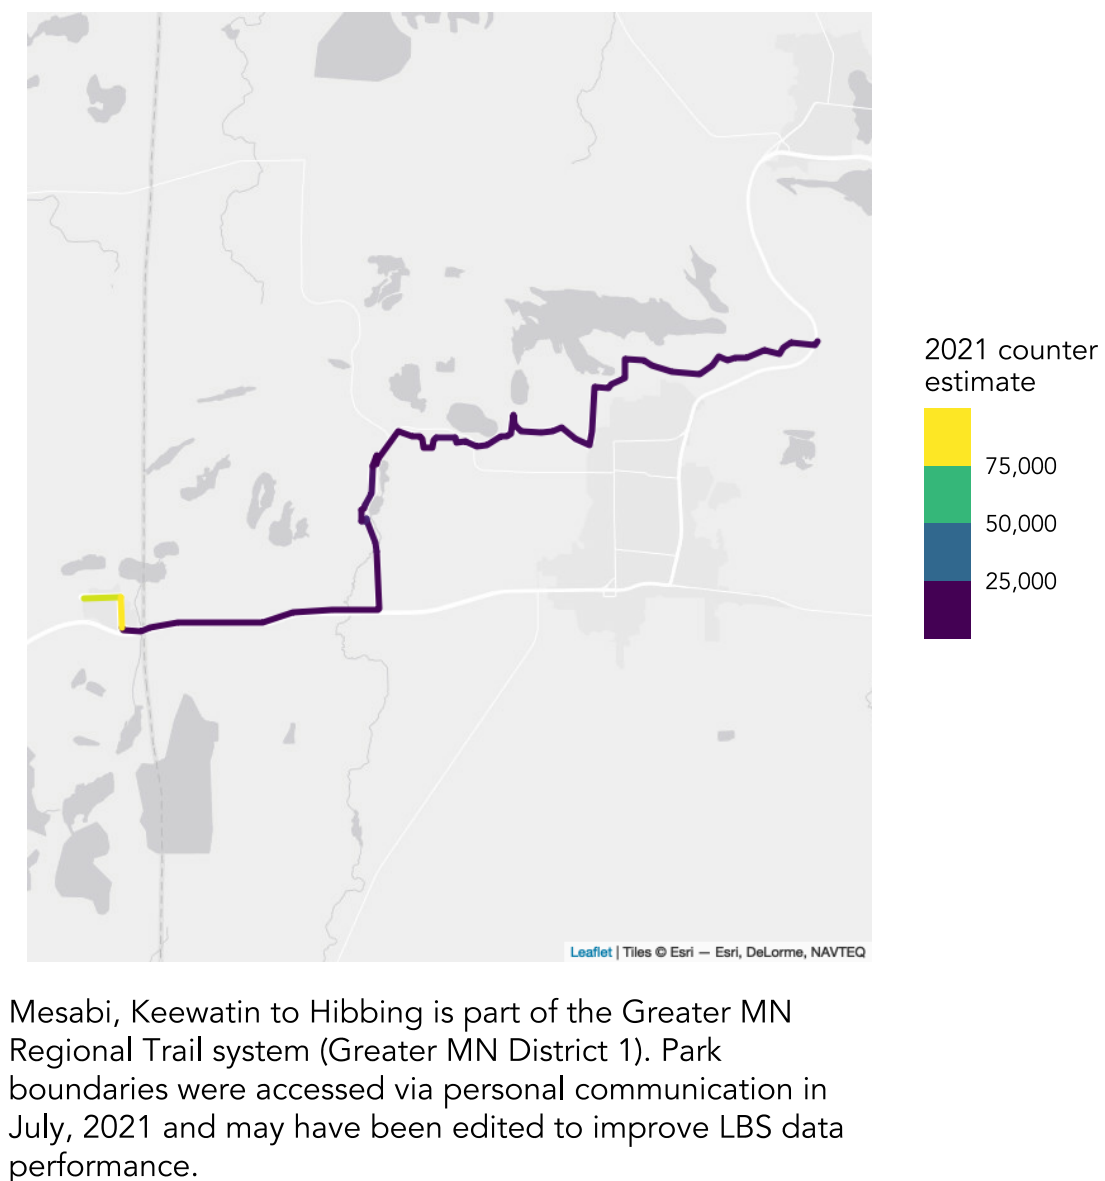 2021 counter
estimate
75,000
50,000
25,000
Leaflet | Tiles © Esri — Esri, DeLorme, NAVTEQ
Mesabi, Keewatin to Hibbing is part of the Greater MN
Regional Trail system (Greater MN District 1). Park
boundaries were accessed via personal communication in
July, 2021 and may have been edited to improve LBS data
performance.